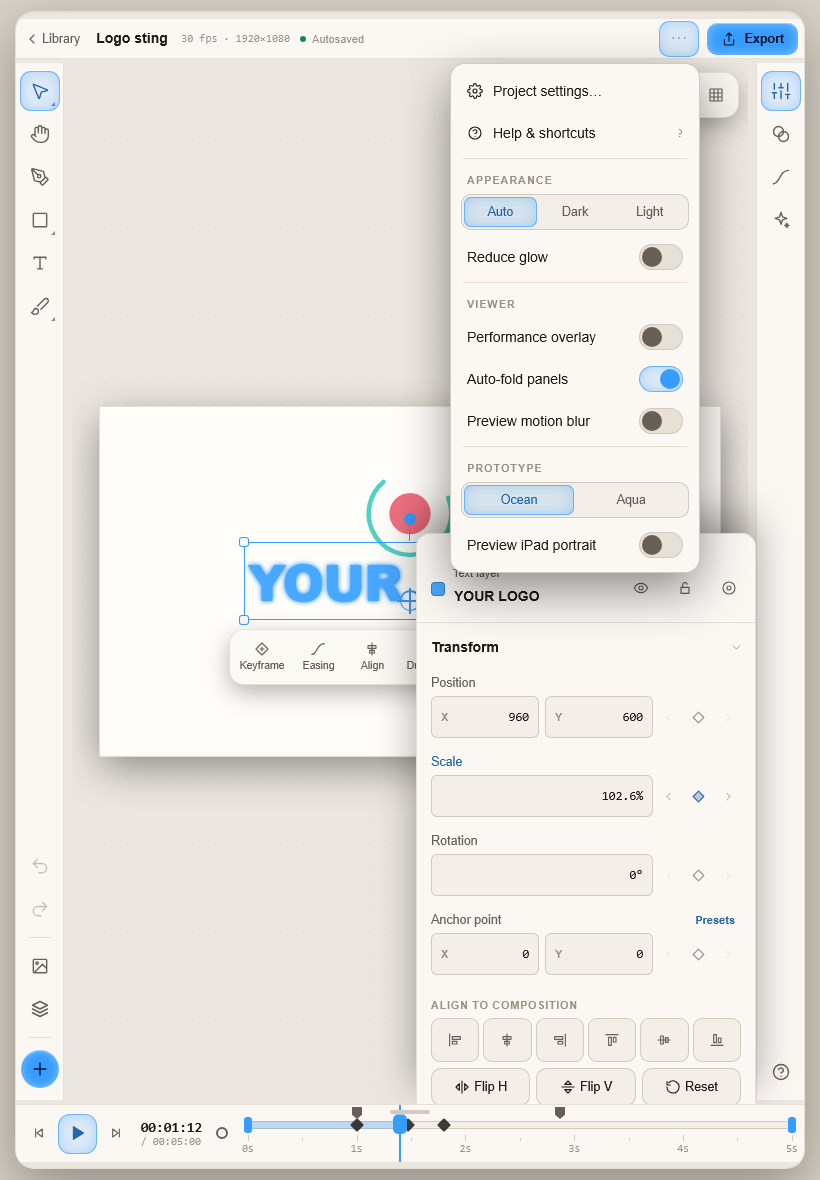 Library Logo sting 30 fps · 1920×1080 Autosaved ... Export
Project settings...
Help & shortcuts ?
APPEARANCE
Auto Dark Light
Reduce glow
VIEWER
Performance overlay
Auto-fold panels
Preview motion blur
PROTOTYPE
Ocean Aqua
Preview iPad portrait
YOUR
Keyframe Easing Align
Text layer
YOUR LOGO
Transform
Position
X 960 Y 600
Scale
102.6%
Rotation
0°
Anchor point Presets
X 0 Y 0
ALIGN TO COMPOSITION
Flip H Flip V Reset
00:01:12
/ 00:05:00
0s 1s 2s 3s 4s 5s